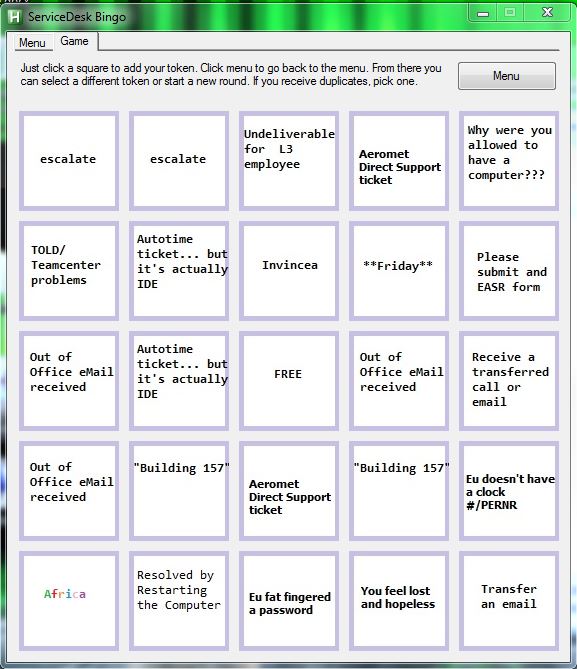 ServiceDesk Bingo
Menu
Game
Just click a square to add your token. Click menu to go back to the menu. From there you
can select a different token or start a new round. If you receive duplicates, pick one.
Menu
escalate
escalate
Undeliverable
for L3
employee
Aeromet
Direct Support
ticket
Why were you
allowed to
have a
computer???
TOLD/
Teamcenter
problems
Autotime
ticket... but
it's actually
IDE
Invincea
**Friday**
Please
submit and
EASR form
Out of
Office eMail
received
Autotime
ticket... but
it's actually
IDE
FREE
Out of
Office eMail
received
Receive a
transferred
call or
email
Out of
Office eMail
received
"Building 157"
Aeromet
Direct Support
ticket
"Building 157"
Eu doesn't have
a clock
#/PERNR
Africa
Resolved by
Restarting
the Computer
Eu fat fingered
a password
You feel lost
and hopeless
Transfer
an email